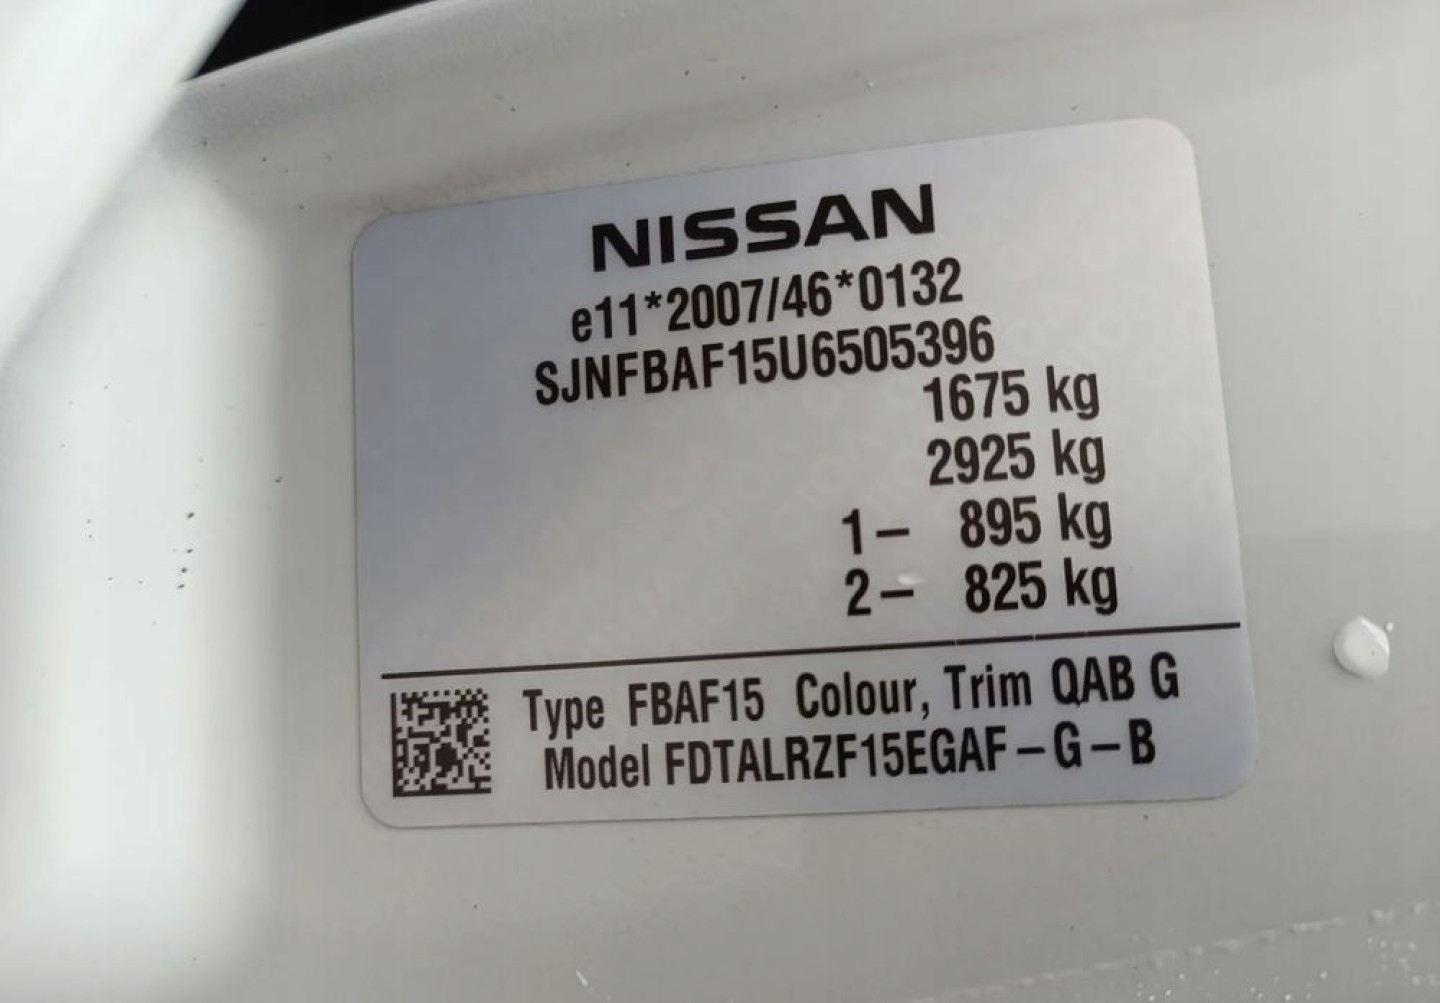 NISSAN
e11*2007/46*0132
SJNFBAF15U6505396
1675 kg
2925 kg
1– 895 kg
2– 825 kg
Type FBAF15 Colour, Trim QAB G
Model FDTALRZF15EGAF–G–B